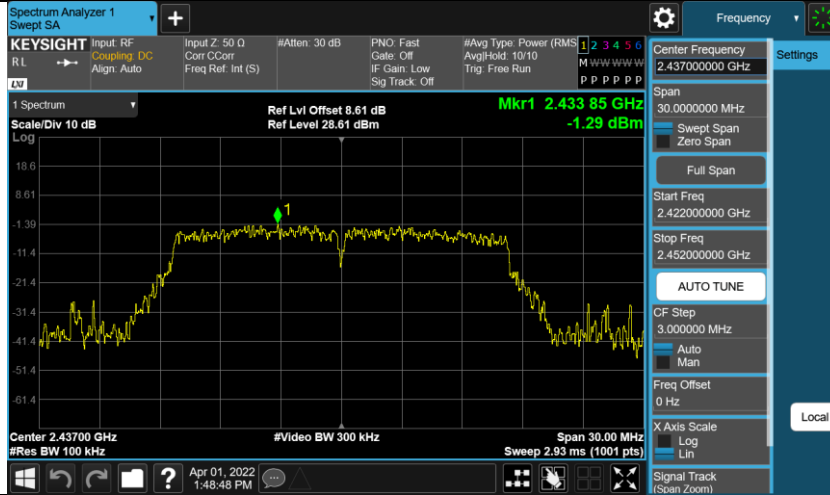 Spectrum Analyzer 1
Swept SA
+
Frequency
KEYSIGHT
RL
LXI
Input: RF
Coupling: DC
Align: Auto
Input Z: 50 Ω
Corr CCorr
Freq Ref: Int (S)
#Atten: 30 dB
PNO: Fast
Gate: Off
IF Gain: Low
Sig Track: Off
#Avg Type: Power (RMS
Avg|Hold: 10/10
Trig: Free Run
1 2 3 4 5 6
M W W W W W
P P P P P P
1 Spectrum
Scale/Div 10 dB
Log
Ref Lvl Offset 8.61 dB
Ref Level 28.61 dBm
Mkr1 2.433 85 GHz
-1.29 dBm
18.6
8.61
-1.39
-11.4
-21.4
-31.4
-41.4
-51.4
-61.4
1
Center 2.43700 GHz
#Res BW 100 kHz
#Video BW 300 kHz
Span 30.00 MHz
Sweep 2.93 ms (1001 pts)
?
Apr 01, 2022
1:48:48 PM
Center Frequency
2.437000000 GHz
Settings
Span
30.0000000 MHz
Swept Span
Zero Span
Full Span
Start Freq
2.422000000 GHz
Stop Freq
2.452000000 GHz
AUTO TUNE
CF Step
3.000000 MHz
Auto
Man
Freq Offset
0 Hz
X Axis Scale
Log
Lin
Signal Track
(Span Zoom)
Local